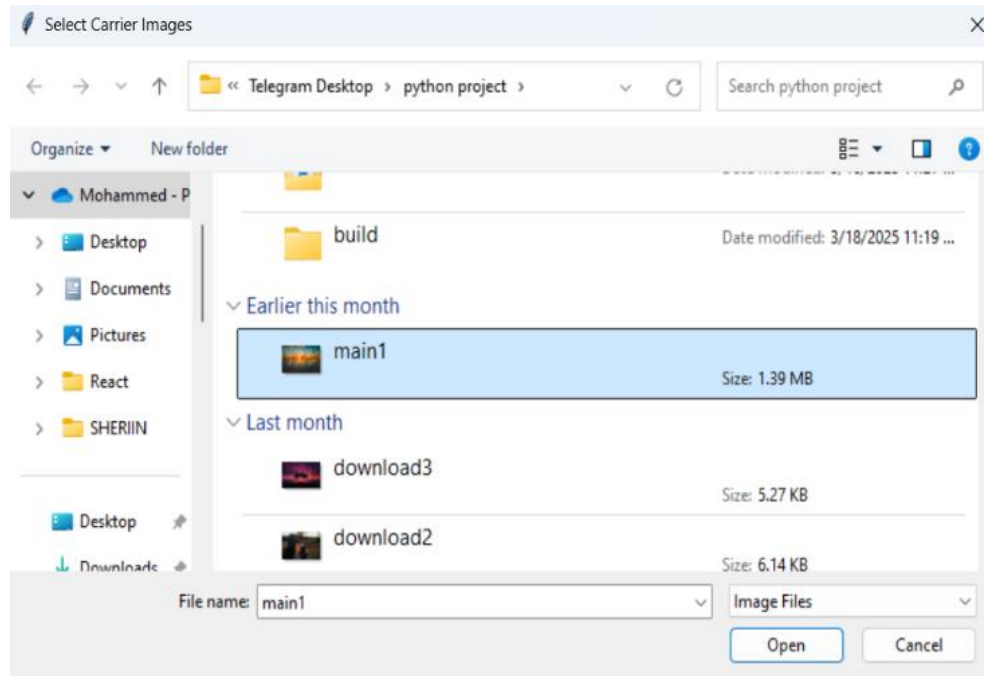 Select Carrier Images
« Telegram Desktop > python project >
Search python project
Organize
New folder
Mohammed - P
Desktop
Documents
Pictures
React
SHERIIN
Desktop
Downloads
build
Date modified: 3/18/2025 11:19 ...
Earlier this month
main1
Size: 1.39 MB
Last month
download3
Size: 5.27 KB
download2
Size: 6.14 KB
File name: main1
Image Files
Open
Cancel